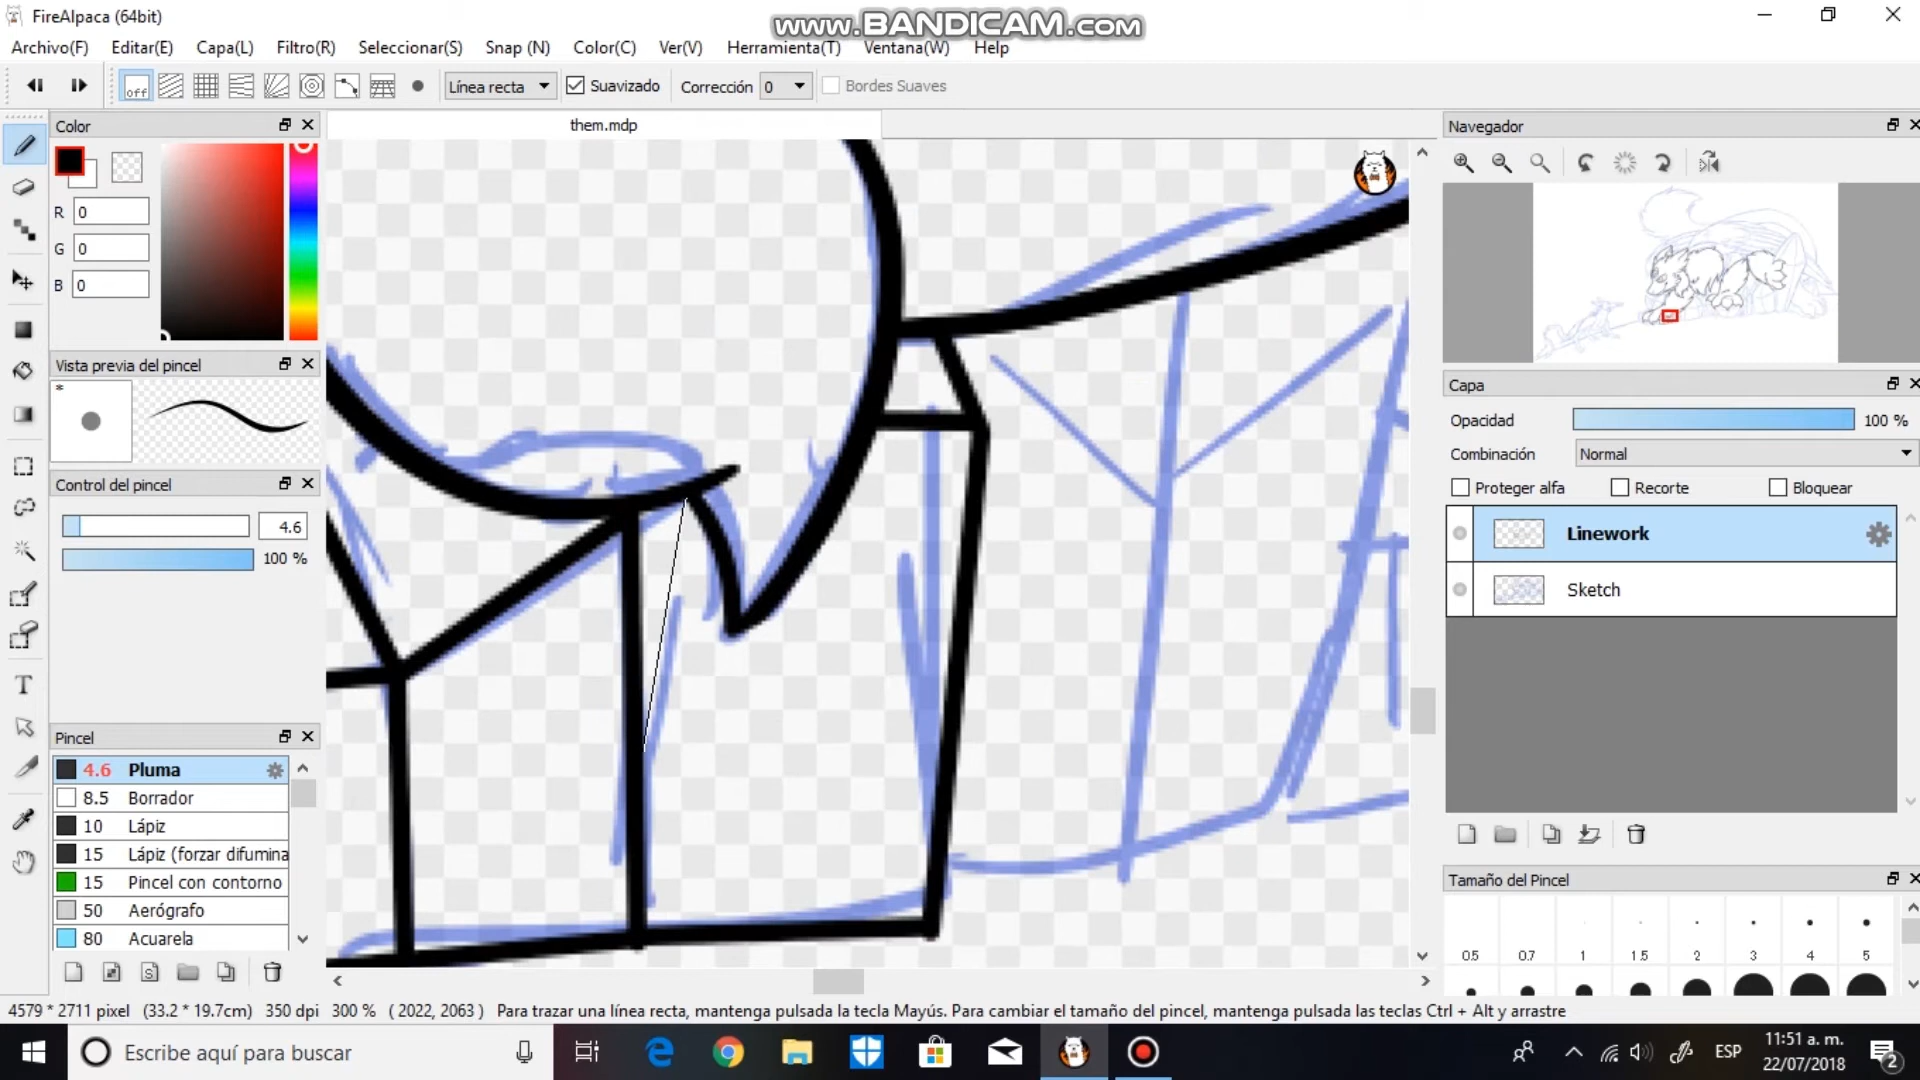 FireAlpaca (64bit)
www.BANDICAM.com
Archivo(F) Editar(E) Capa(L) Filtro(R) Seleccionar(S) Snap (N) Color(C) Ver(V) Herramienta(T) Ventana(W) Help
off Línea recta Suavizado Corrección 0 Bordes Suaves
Color
them.mdp
Navegador
R 0
G 0
B 0
Vista previa del pincel
*
Capa
Opacidad 100 %
Combinación Normal
Proteger alfa Recorte Bloquear
Control del pincel
4.6
100 %
Linework
Sketch
Pincel
4.6 Pluma
8.5 Borrador
10 Lápiz
15 Lápiz (forzar difumina
15 Pincel con contorno
50 Aerógrafo
80 Acuarela
Tamaño del Pincel
0.5 0.7 1 1.5 2 3 4 5
4579 * 2711 pixel (33.2 * 19.7cm) 350 dpi 300 % ( 2022, 2063 ) Para trazar una línea recta, mantenga pulsada la tecla Mayús. Para cambiar el tamaño del pincel, mantenga pulsada las teclas Ctrl + Alt y arrastre
Escribe aquí para buscar
ESP
11:51 a. m.
22/07/2018
2